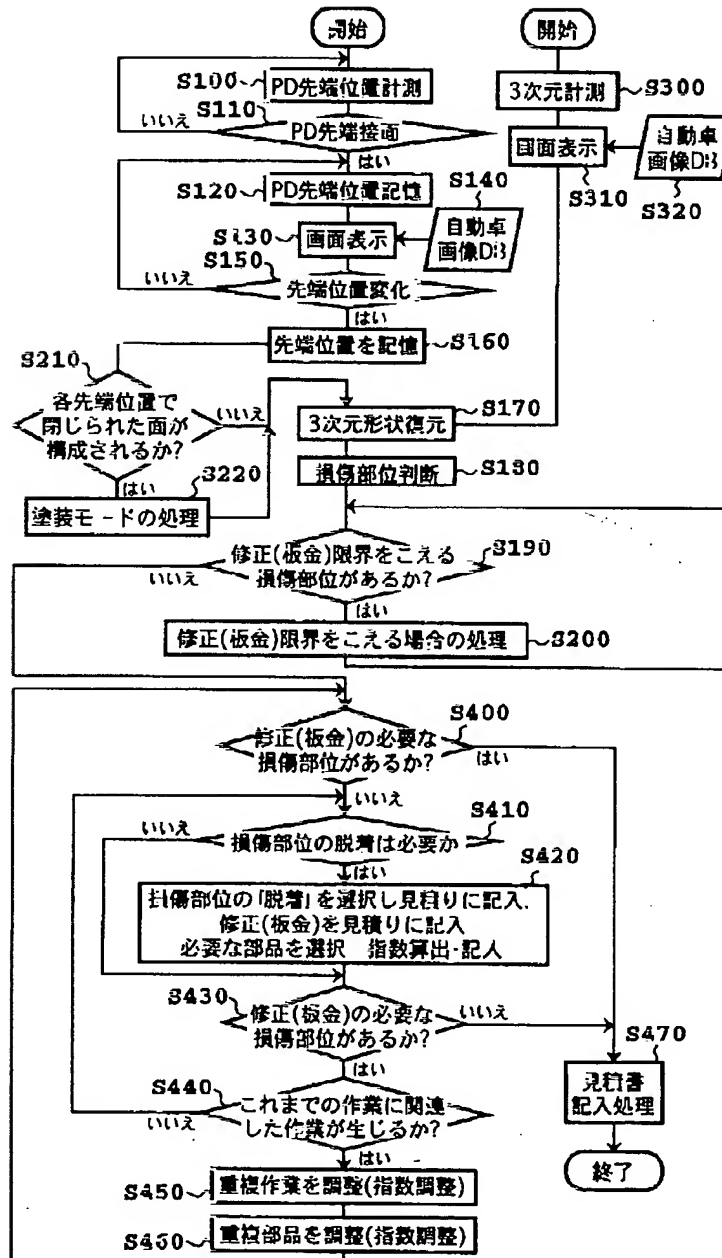 開始
開始
S100
PD先端位置計測
S300
3次元計測
S110
いいえ
PD先端接面
はい
S310
自動卓
画像DB
S320
S120
PD先端位置記憶
S140
S130
画面表示
自動卓
画像DB
S150
いいえ
先端位置変化
はい
先端位置を記憶
S160
S210
各先端位置で
閉じられた面が
構成されるか?
いいえ
はい
S220
塗装モードの処理
3次元形状復元
S170
損傷部位判断
S180
修正(板金)限界をこえる
損傷部位があるか?
S190
いいえ
はい
修正(板金)限界をこえる場合の処理
S200
S400
修正(板金)の必要な
損傷部位があるか?
はい
いいえ
いいえ
損傷部位の脱着は必要か
S410
はい
S420
損傷部位の「脱着」を選択し見積りに記入、
修正(板金)を見積りに記入
必要な部品を選択 指数算出・記入
S430
修正(板金)の必要な
損傷部位があるか?
いいえ
はい
S470
見積書
記入処理
終了
S440
これまでの作業に関連
した作業が生じるか?
いいえ
はい
S450
重複作業を調整(指数調整)
S460
重複部品を調整(指数調整)